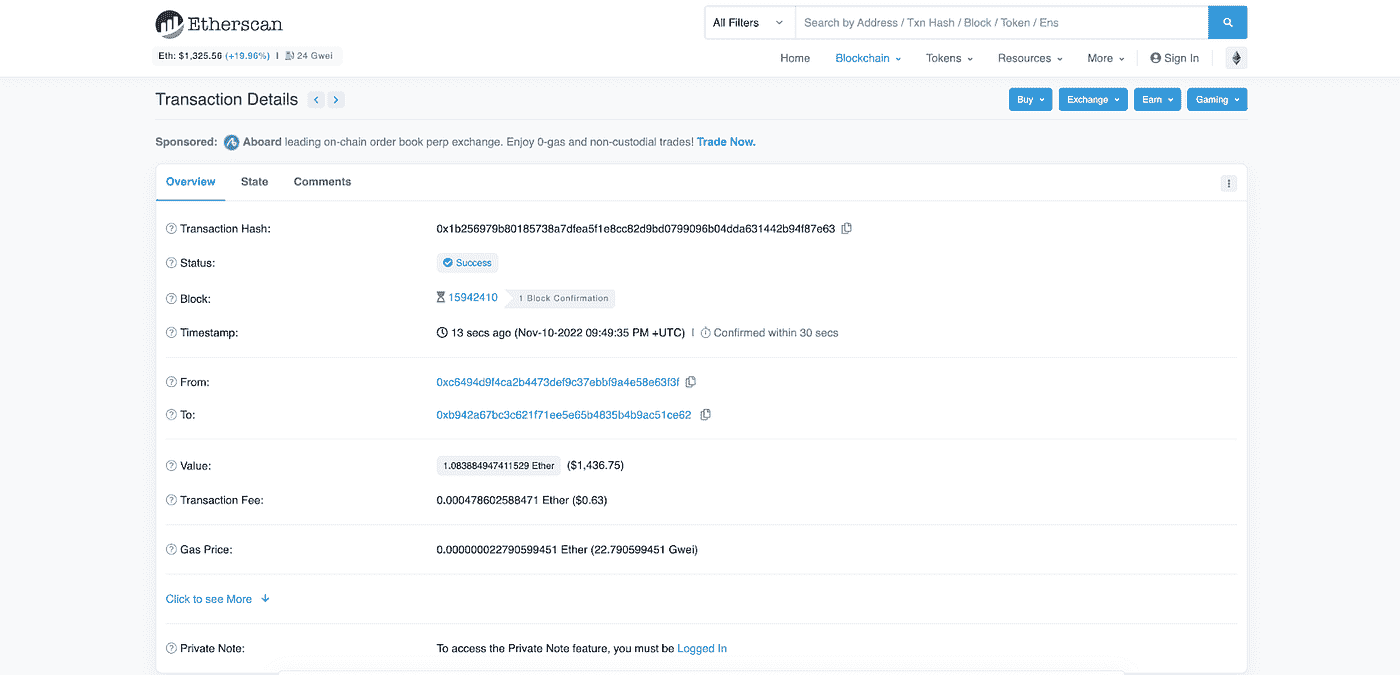 Etherscan
All Filters Search by Address / Txn Hash / Block / Token / Ens
Eth: $1,325.56 (+19.96%) | 24 Gwei
Home Blockchain Tokens Resources More Sign In
Transaction Details
Buy Exchange Earn Gaming
Sponsored: Aboard leading on-chain order book perp exchange. Enjoy 0-gas and non-custodial trades! Trade Now.
Overview State Comments
Transaction Hash: 0x1b256979b80185738a7dfea5f1e8cc82d9bd0799096b04dda631442b94f87e63
Status: Success
Block: 15942410 1 Block Confirmation
Timestamp: 13 secs ago (Nov-10-2022 09:49:35 PM +UTC) | Confirmed within 30 secs
From: 0xc6494d9f4ca2b4473def9c37ebbf9a4e58e63f3f
To: 0xb942a67bc3c621f71ee5e65b4835b4b9ac51ce62
Value: 1.083884947411529 Ether ($1,436.75)
Transaction Fee: 0.000478602588471 Ether ($0.63)
Gas Price: 0.000000022790599451 Ether (22.790599451 Gwei)
Click to see More
Private Note: To access the Private Note feature, you must be Logged In